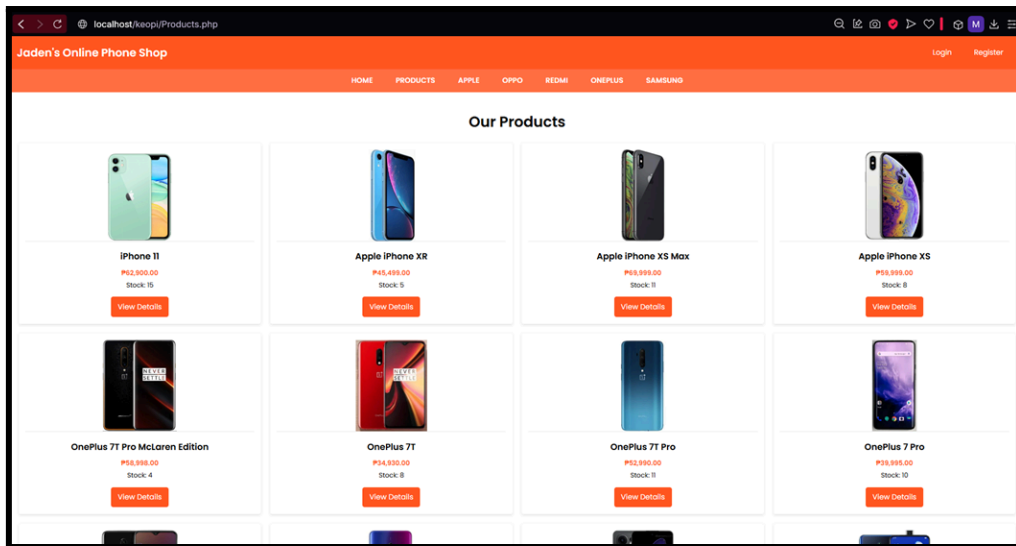 localhost/keopi/Products.php
M
Jaden's Online Phone Shop
Login Register
HOME PRODUCTS APPLE OPPO REDMI ONEPLUS SAMSUNG
Our Products
iPhone 11
₱62,900.00
Stock: 15
View Details
Apple iPhone XR
₱45,499.00
Stock: 5
View Details
Apple iPhone XS Max
₱69,999.00
Stock: 11
View Details
Apple iPhone XS
₱59,999.00
Stock: 8
View Details
NEVER
SETTLE
OnePlus 7T Pro McLaren Edition
₱58,998.00
Stock: 4
View Details
NEVER
SETTLE
OnePlus 7T
₱34,930.00
Stock: 8
View Details
OnePlus 7T Pro
₱52,990.00
Stock: 11
View Details
OnePlus 7 Pro
₱39,995.00
Stock: 10
View Details